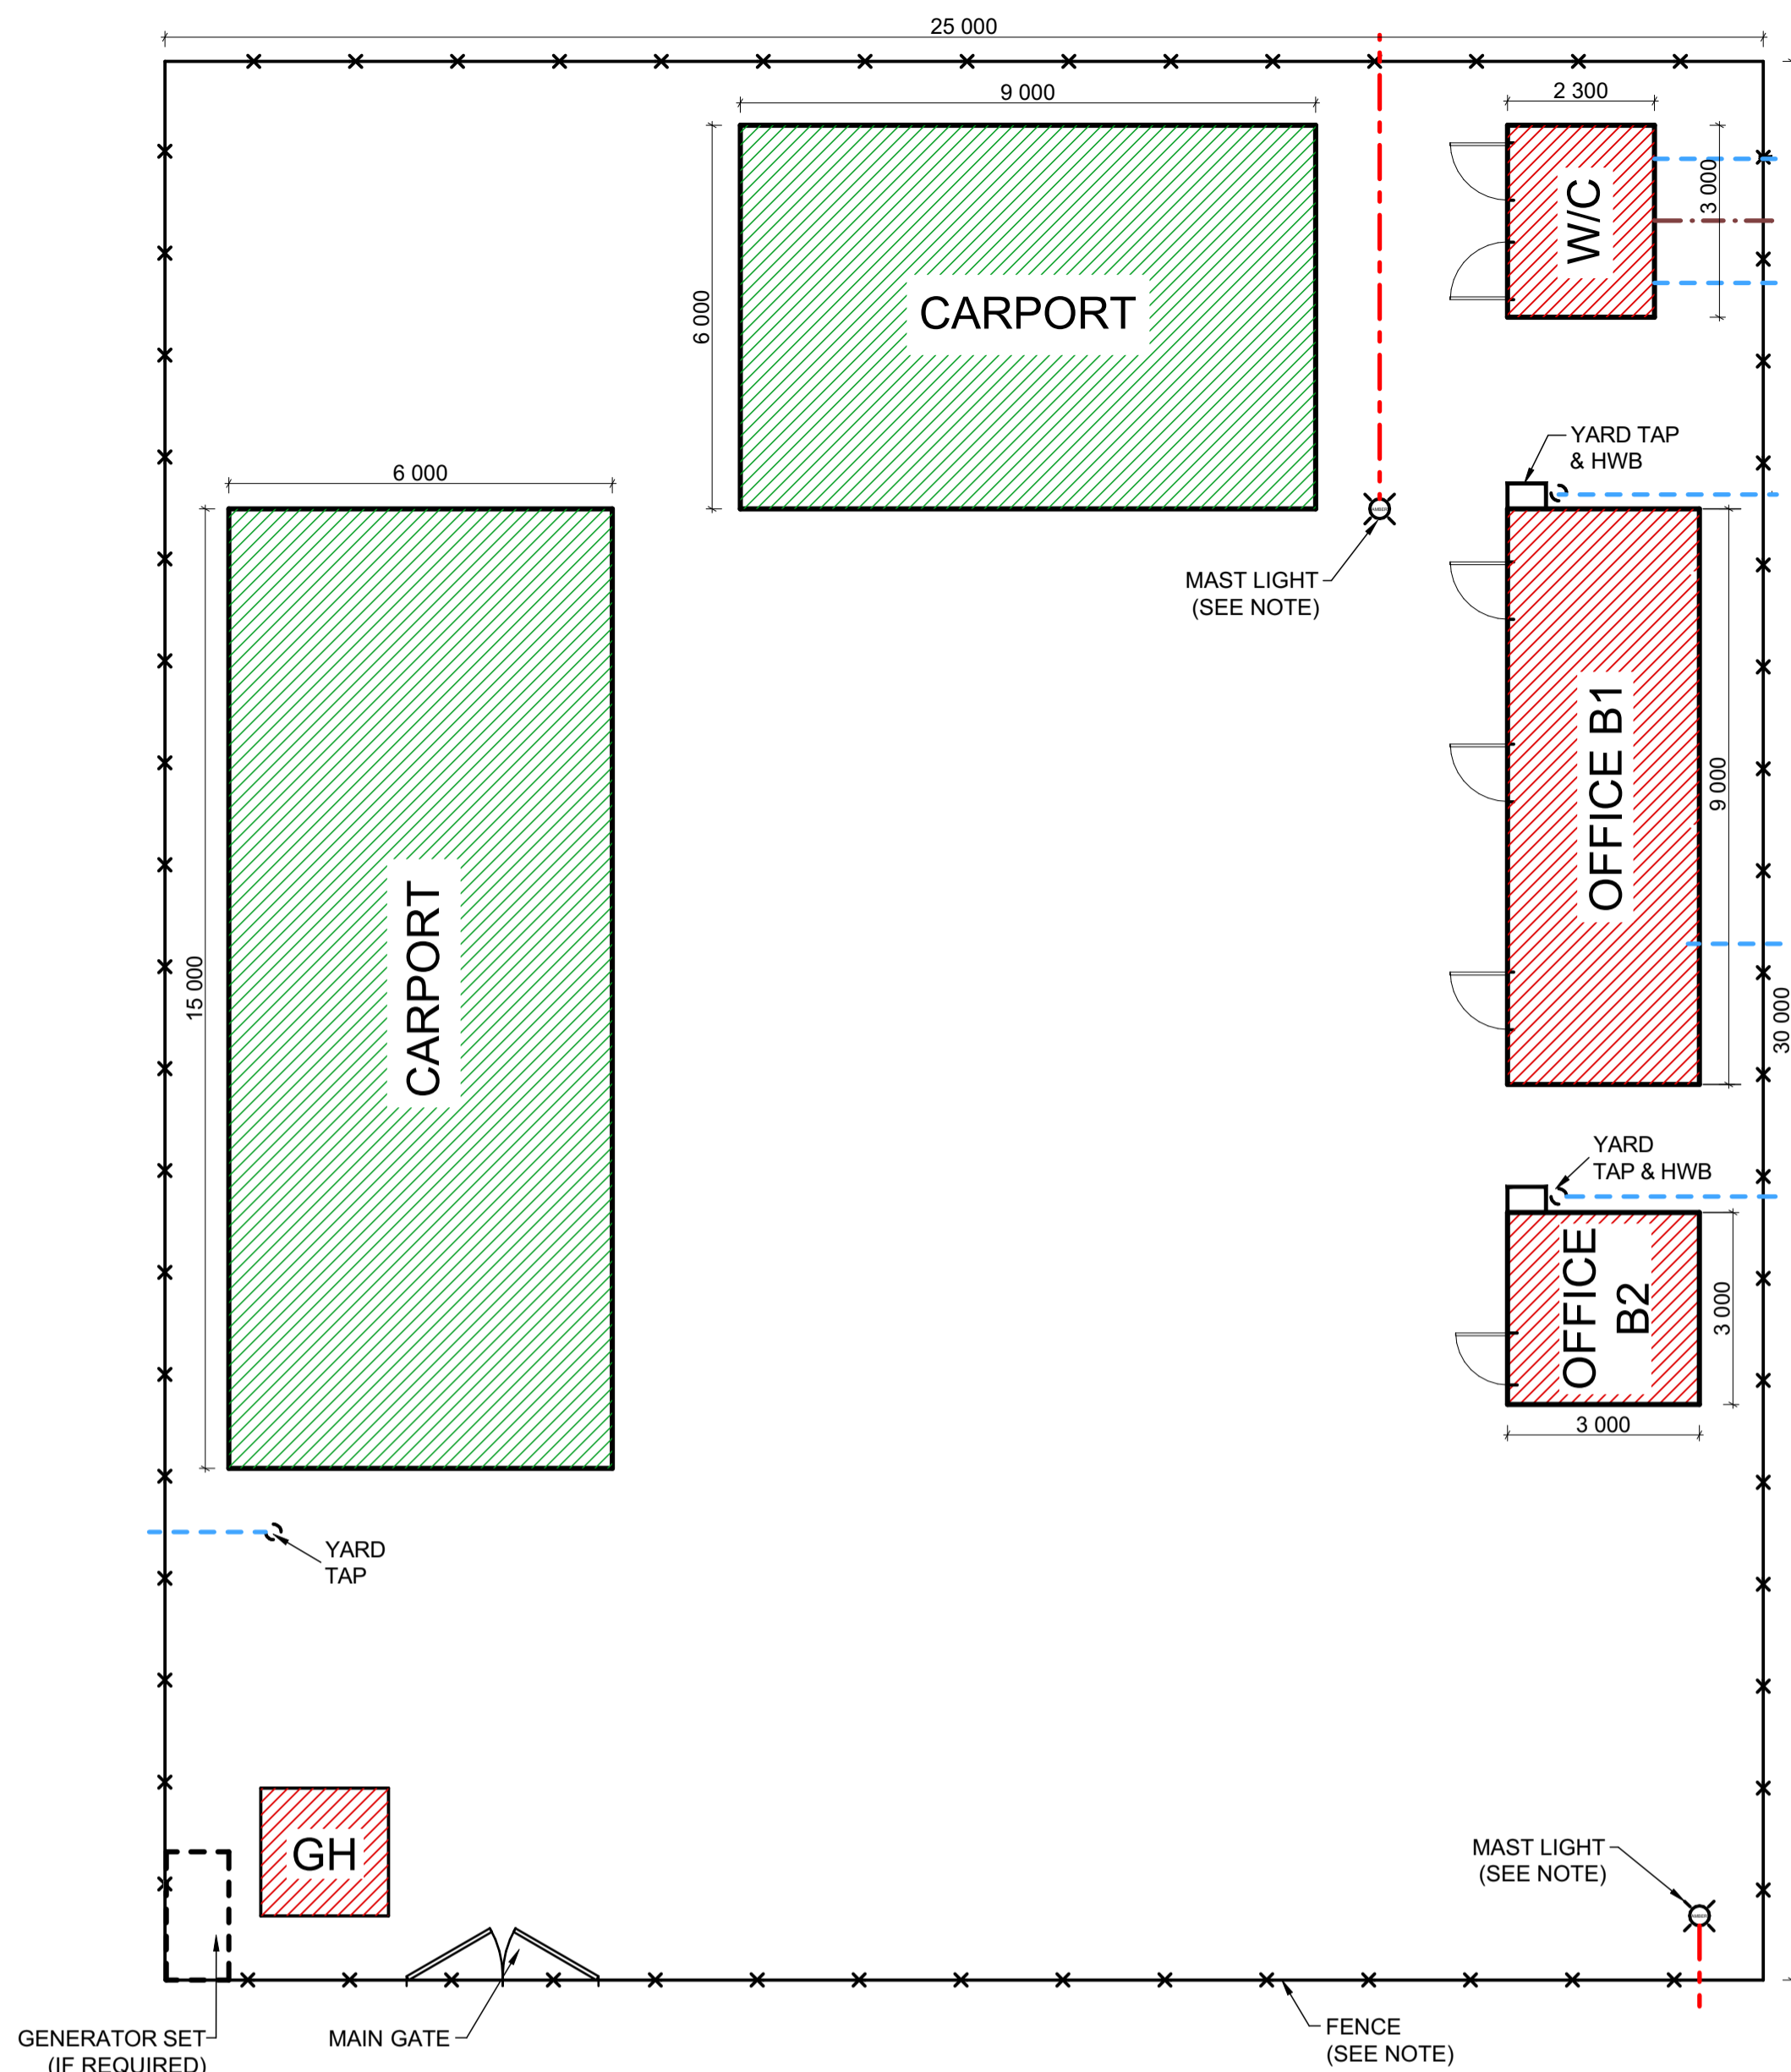 25 000
9 000
2 300
3 000
W/C
6 000
CARPORT
YARD TAP
& HWB
6 000
MAST LIGHT
(SEE NOTE)
OFFICE B1
9 000
15 000
CARPORT
30 000
YARD
TAP & HWB
OFFICE
B2
3 000
3 000
YARD
TAP
GH
MAST LIGHT
(SEE NOTE)
GENERATOR SET
(IF REQUIRED)
MAIN GATE
FENCE
(SEE NOTE)